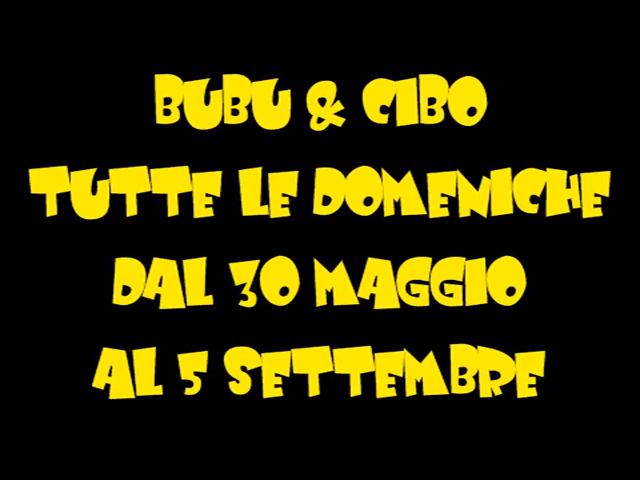 BUBU & CIBO
TUTTE LE DOMENICHE
DAL 30 MAGGIO
AL 5 SETTEMBRE